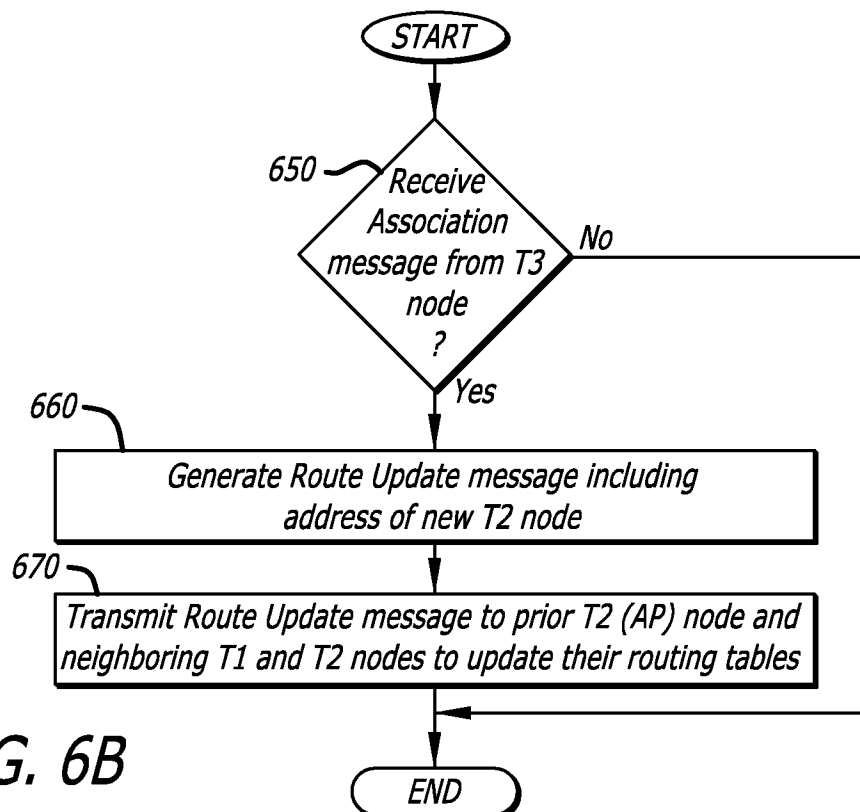 START
650
Receive
Association
message from T3
node
?
No
Yes
660
Generate Route Update message including
address of new T2 node
670
Transmit Route Update message to prior T2 (AP) node and
neighboring T1 and T2 nodes to update their routing tables
G. 6B
END